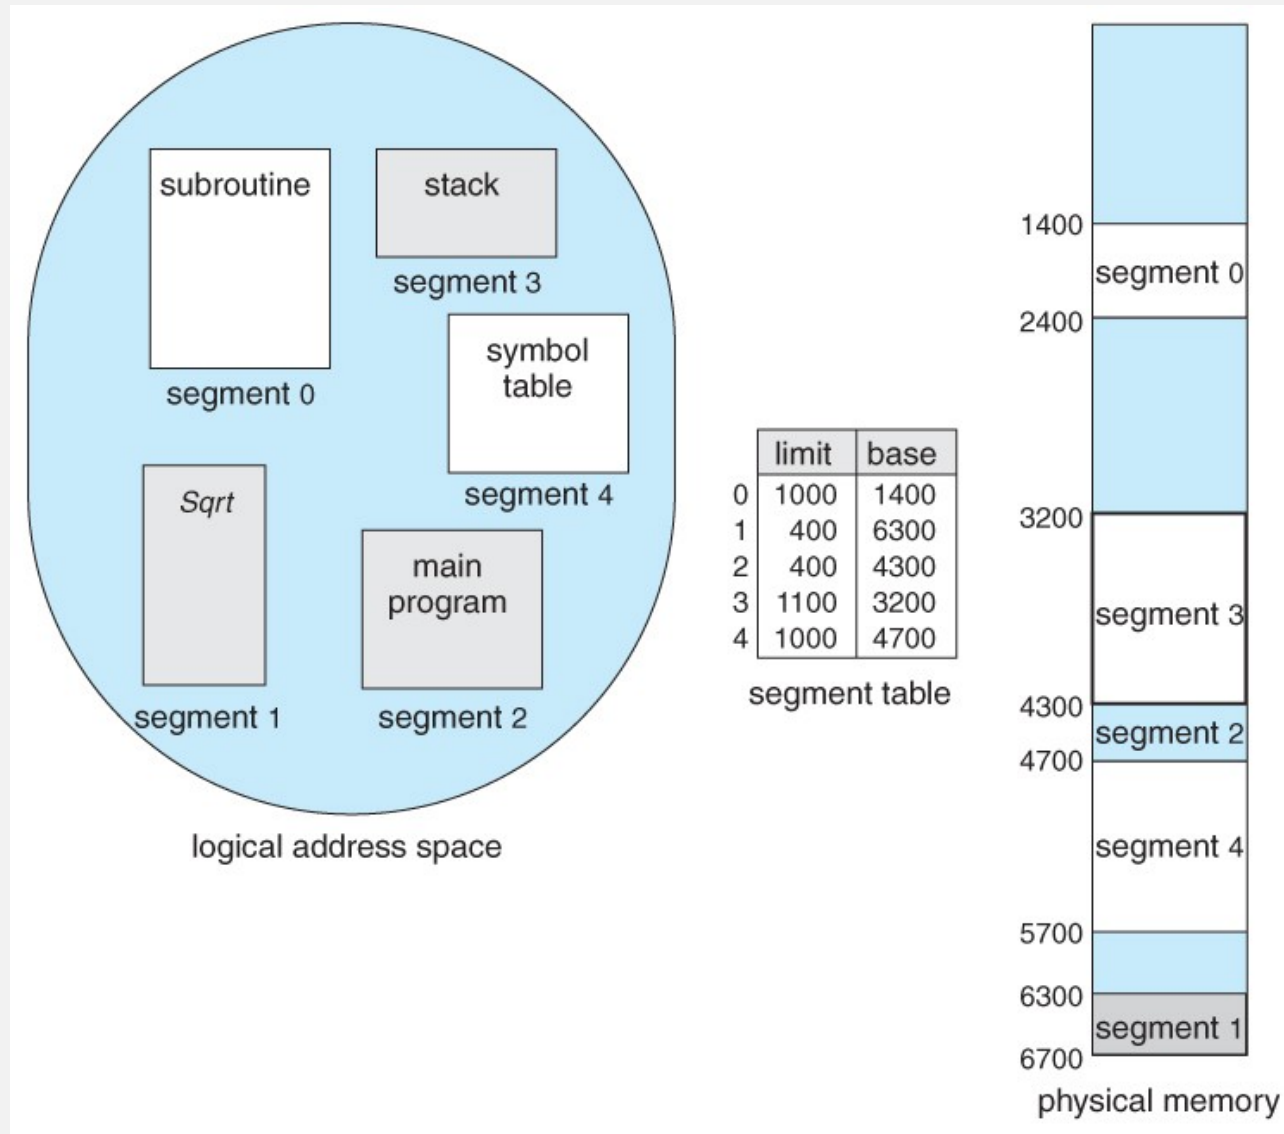 subroutine
segment 0
stack
segment 3
symbol
table
segment 4
Sqrt
segment 1
main
program
segment 2
logical address space
limit base
0 1000 1400
1 400 6300
2 400 4300
3 1100 3200
4 1000 4700
segment table
1400
segment 0
2400
3200
segment 3
4300
segment 2
4700
segment 4
5700
6300
segment 1
6700
physical memory